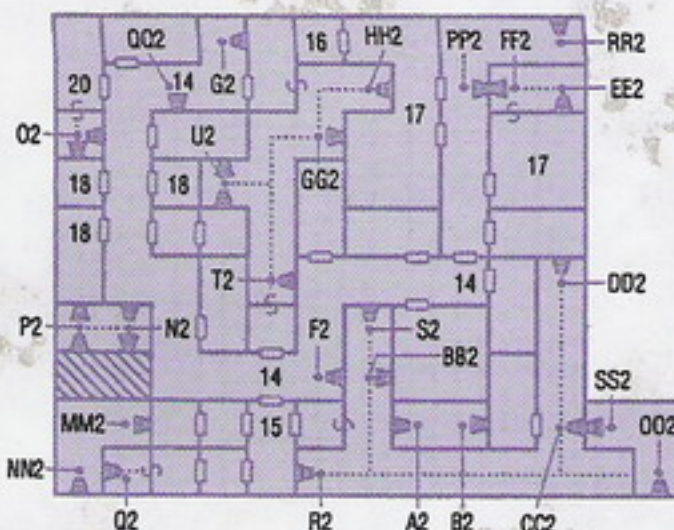 QQ2
16
HH2
PP2
FF2
RR2
20
14
G2
EE2
17
O2
U2
GG2
17
18
18
18
T2
14
DD2
P2
N2
F2
S2
BB2
14
SS2
MM2
15
OO2
NN2
Q2
R2
A2
B2
CC2